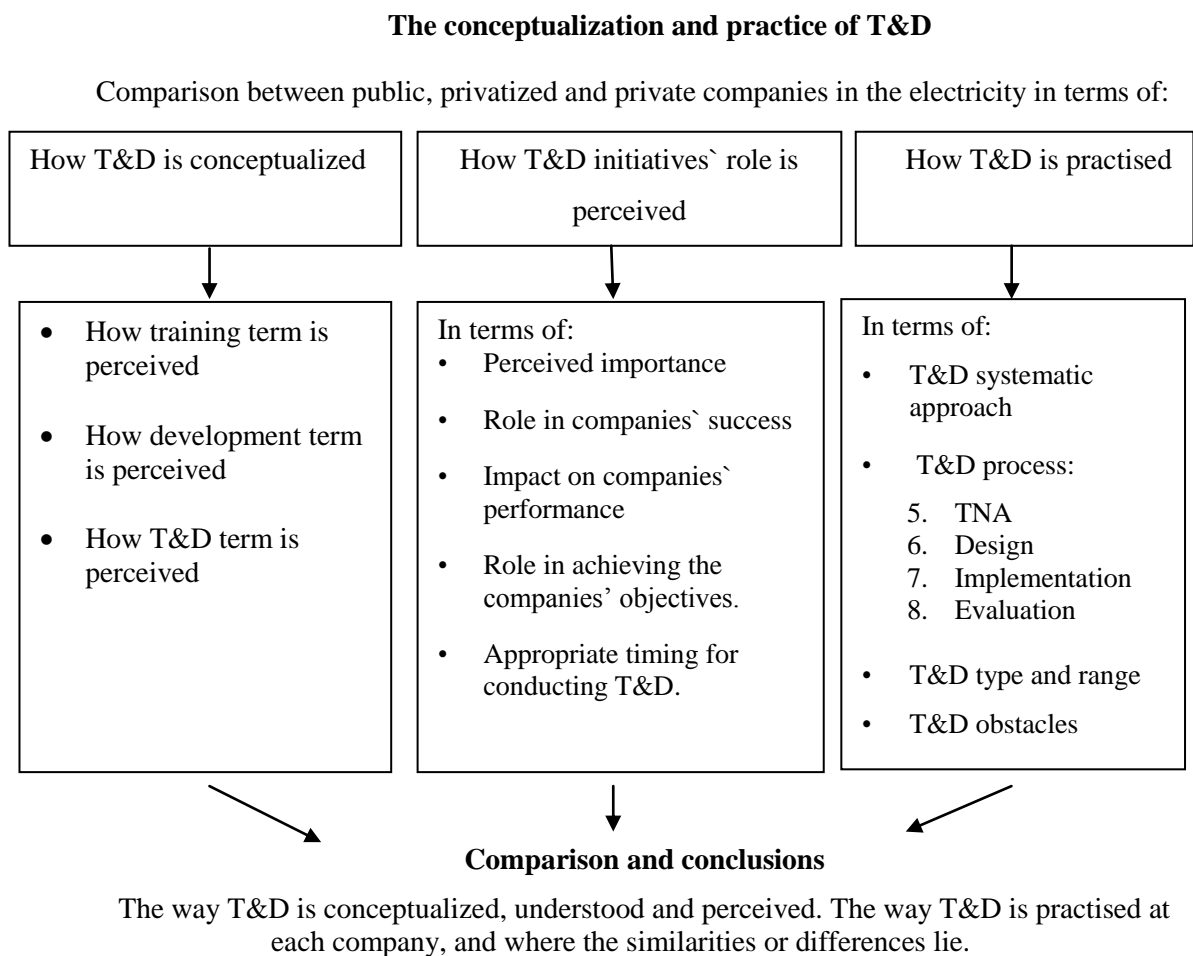 The conceptualization and practice of T&D
Comparison between public, privatized and private companies in the electricity in terms of:
How T&D is conceptualized
How T&D initiatives` role is
perceived
How T&D is practised
• How training term is
perceived
• How development term
is perceived
• How T&D term is
perceived
In terms of:
• Perceived importance
• Role in companies` success
• Impact on companies`
performance
• Role in achieving the
companies’ objectives.
• Appropriate timing for
conducting T&D.
In terms of:
• T&D systematic
approach
• T&D process:
5. TNA
6. Design
7. Implementation
8. Evaluation
• T&D type and range
• T&D obstacles
Comparison and conclusions
The way T&D is conceptualized, understood and perceived. The way T&D is practised at
each company, and where the similarities or differences lie.